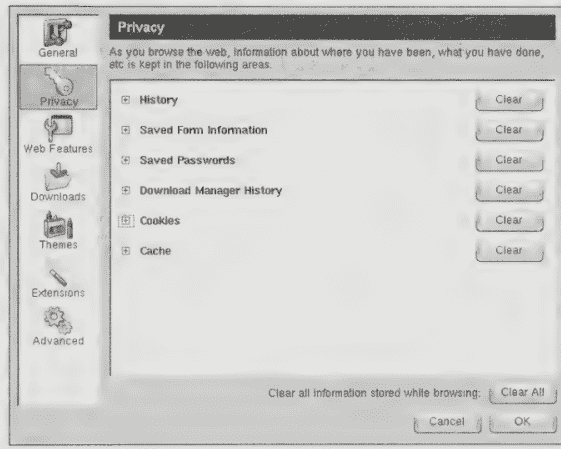 General
Privacy
Web Features
Downloads
Themes
Extensions
Advanced
Privacy
As you browse the web, information about where you have been, what you have done,
etc is kept in the following areas.
History Clear
Saved Form Information Clear
Saved Passwords Clear
Download Manager History Clear
Cookies Clear
Cache Clear
Clear all information stored while browsing: Clear All
Cancel OK